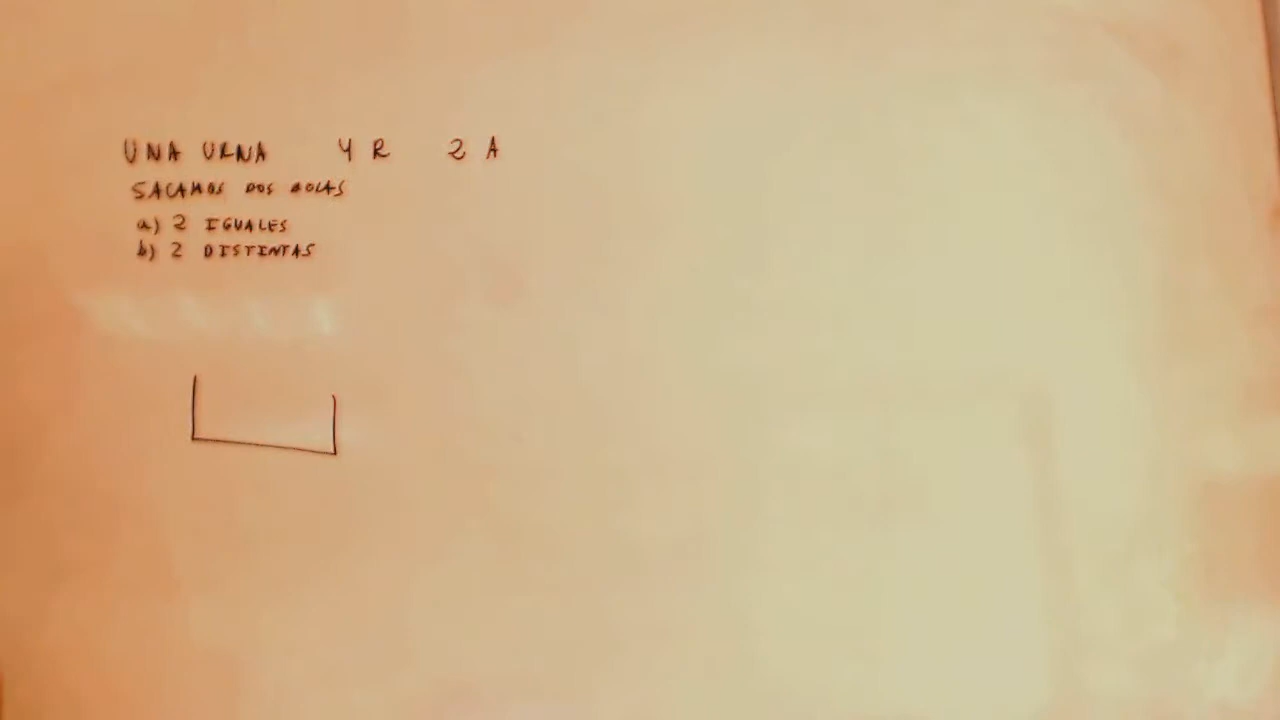 UNA URNA 4 R 2 A
SACAMOS DOS BOLAS
a) 2 IGUALES
b) 2 DISTINTAS